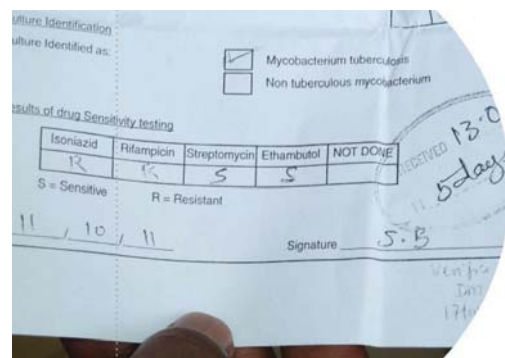 ulture Identification
ulture Identified as:
Mycobacterium tuberculosis
Non tuberculous mycobacterium
esults of drug Sensitivity testing
Isoniazid Rifampicin Streptomycin Ethambutol NOT DONE
R R S S
S = Sensitive R = Resistant
RECEIVED 13.0
5 day
11 / 10 / 11
Signature S.B